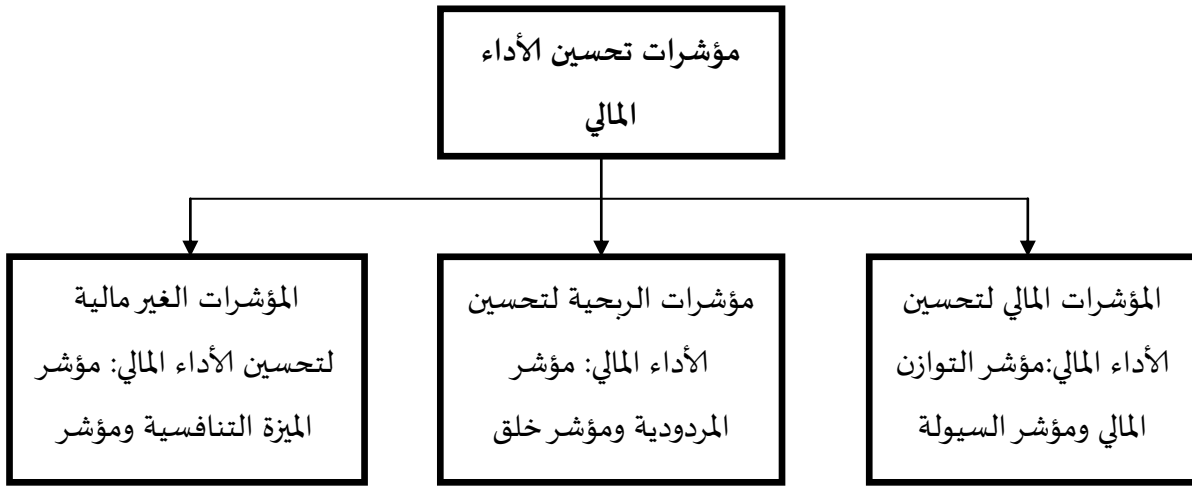 مؤشرات تحسين الأداء
المالي
المؤشرات المالي لتحسين
الأداء المالي:مؤشر التوازن
المالي ومؤشر السيولة
مؤشرات الربحية لتحسين
الأداء المالي: مؤشر
المردودية ومؤشر خلق
المؤشرات الغير مالية
لتحسين الأداء المالي: مؤشر
الميزة التنافسية ومؤشر